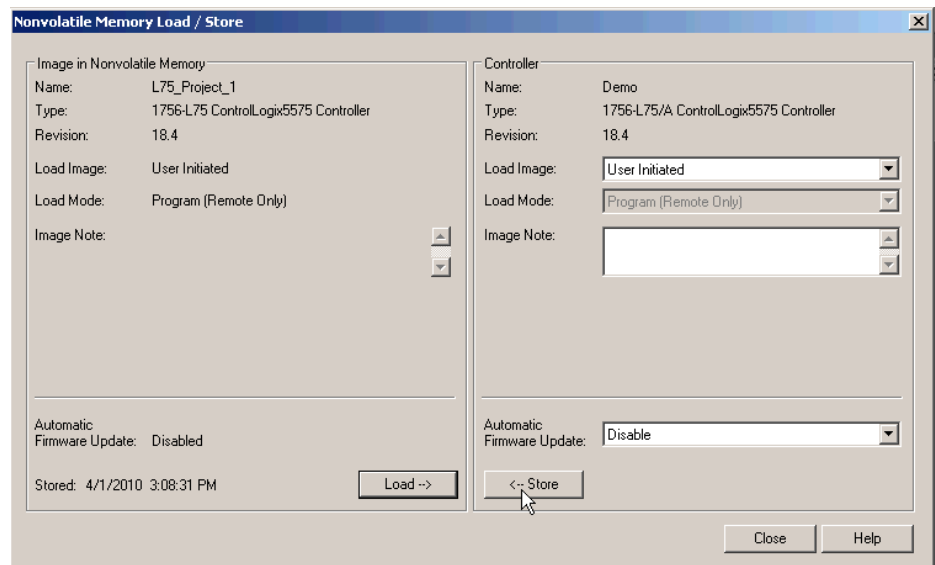 Nonvolatile Memory Load / Store
Image in Nonvolatile Memory
Name: L75_Project_1
Type: 1756-L75 ControlLogix5575 Controller
Revision: 18.4
Load Image: User Initiated
Load Mode: Program (Remote Only)
Image Note:
Automatic
Firmware Update: Disabled
Stored: 4/1/2010 3:08:31 PM
Load -->
Controller
Name: Demo
Type: 1756-L75/A ControlLogix5575 Controller
Revision: 18.4
Load Image: User Initiated
Load Mode: Program (Remote Only)
Image Note:
Automatic
Firmware Update: Disable
<-- Store
Close
Help